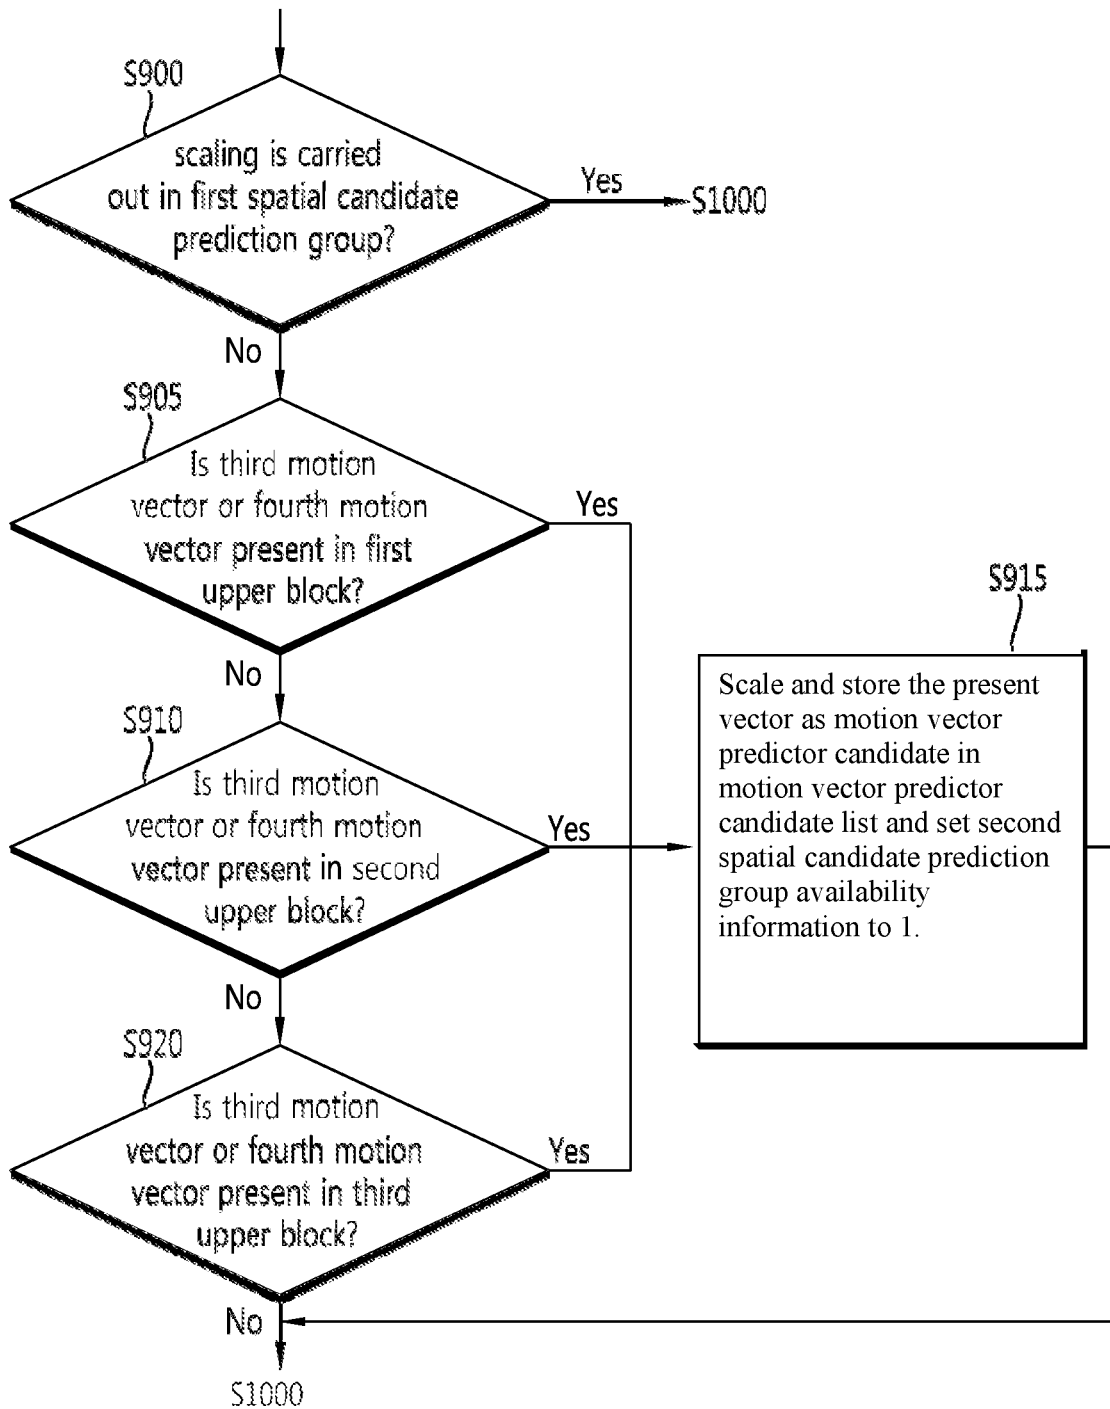 S900
scaling is carried
out in first spatial candidate
prediction group?
Yes
S1000
No
S905
Is third motion
vector or fourth motion
vector present in first
upper block?
Yes
No
S910
Is third motion
vector or fourth motion
vector present in second
upper block?
Yes
S915
Scale and store the present
vector as motion vector
predictor candidate in
motion vector predictor
candidate list and set second
spatial candidate prediction
group availability
information to 1.
No
S920
Is third motion
vector or fourth motion
vector present in third
upper block?
Yes
No
S1000